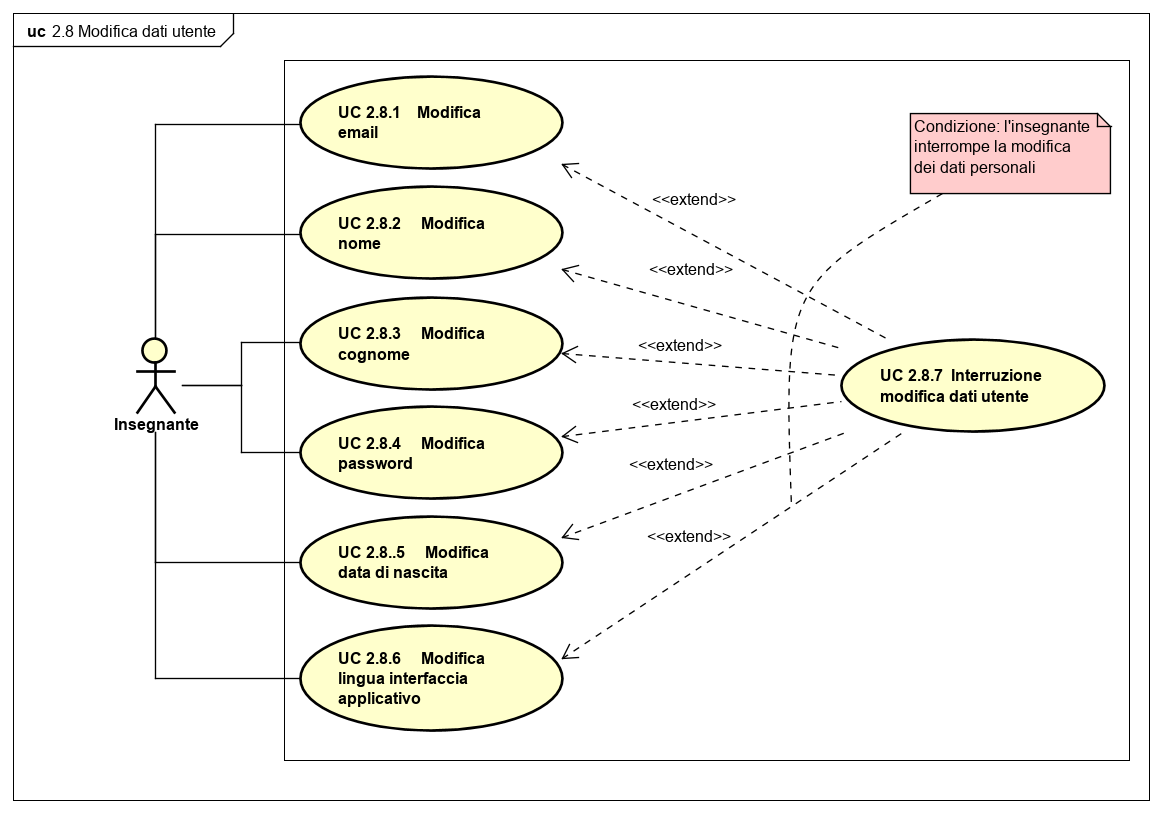 uc 2.8 Modifica dati utente
UC 2.8.1 Modifica
email
Condizione: l'insegnante
interrompe la modifica
dei dati personali
<<extend>>
UC 2.8.2 Modifica
nome
<<extend>>
UC 2.8.3 Modifica
cognome
<<extend>>
UC 2.8.7 Interruzione
modifica dati utente
<<extend>>
Insegnante
UC 2.8.4 Modifica
password
<<extend>>
<<extend>>
UC 2.8..5 Modifica
data di nascita
UC 2.8.6 Modifica
lingua interfaccia
applicativo